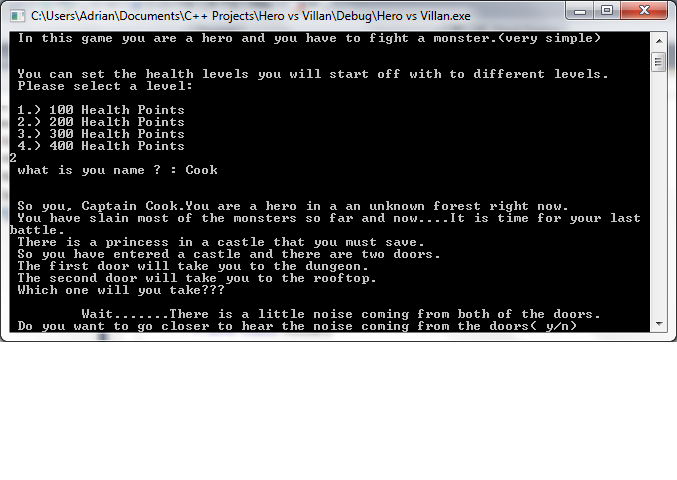 C:\Users\Adrian\Documents\C++ Projects\Hero vs Villan\Debug\Hero vs Villan.exe
In this game you are a hero and you have to fight a monster.(very simple)
You can set the health levels you will start off with to different levels.
Please select a level:
1.) 100 Health Points
2.) 200 Health Points
3.) 300 Health Points
4.) 400 Health Points
2
what is you name ? : Cook
So you, Captain Cook.You are a hero in a an unknown forest right now.
You have slain most of the monsters so far and now....It is time for your last
battle.
There is a princess in a castle that you must save.
So you have entered a castle and there are two doors.
The first door will take you to the dungeon.
The second door will take you to the rooftop.
Which one will you take???
Wait.......There is a little noise coming from both of the doors.
Do you want to go closer to hear the noise coming from the doors( y/n)